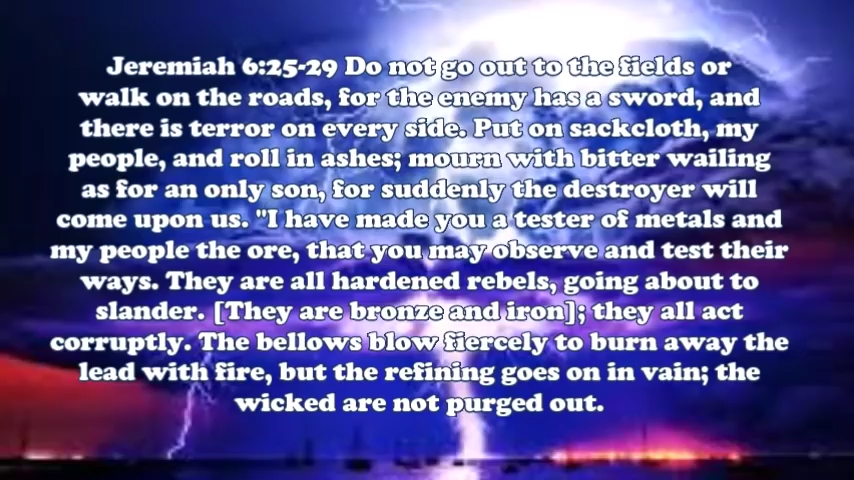 Jeremiah 6:25-29 Do not go out to the fields or
walk on the roads, for the enemy has a sword, and
there is terror on every side. Put on sackcloth, my
people, and roll in ashes; mourn with bitter wailing
as for an only son, for suddenly the destroyer will
come upon us. "I have made you a tester of metals and
my people the ore, that you may observe and test their
ways. They are all hardened rebels, going about to
slander. [They are bronze and iron]; they all act
corruptly. The bellows blow fiercely to burn away the
lead with fire, but the refining goes on in vain; the
wicked are not purged out.